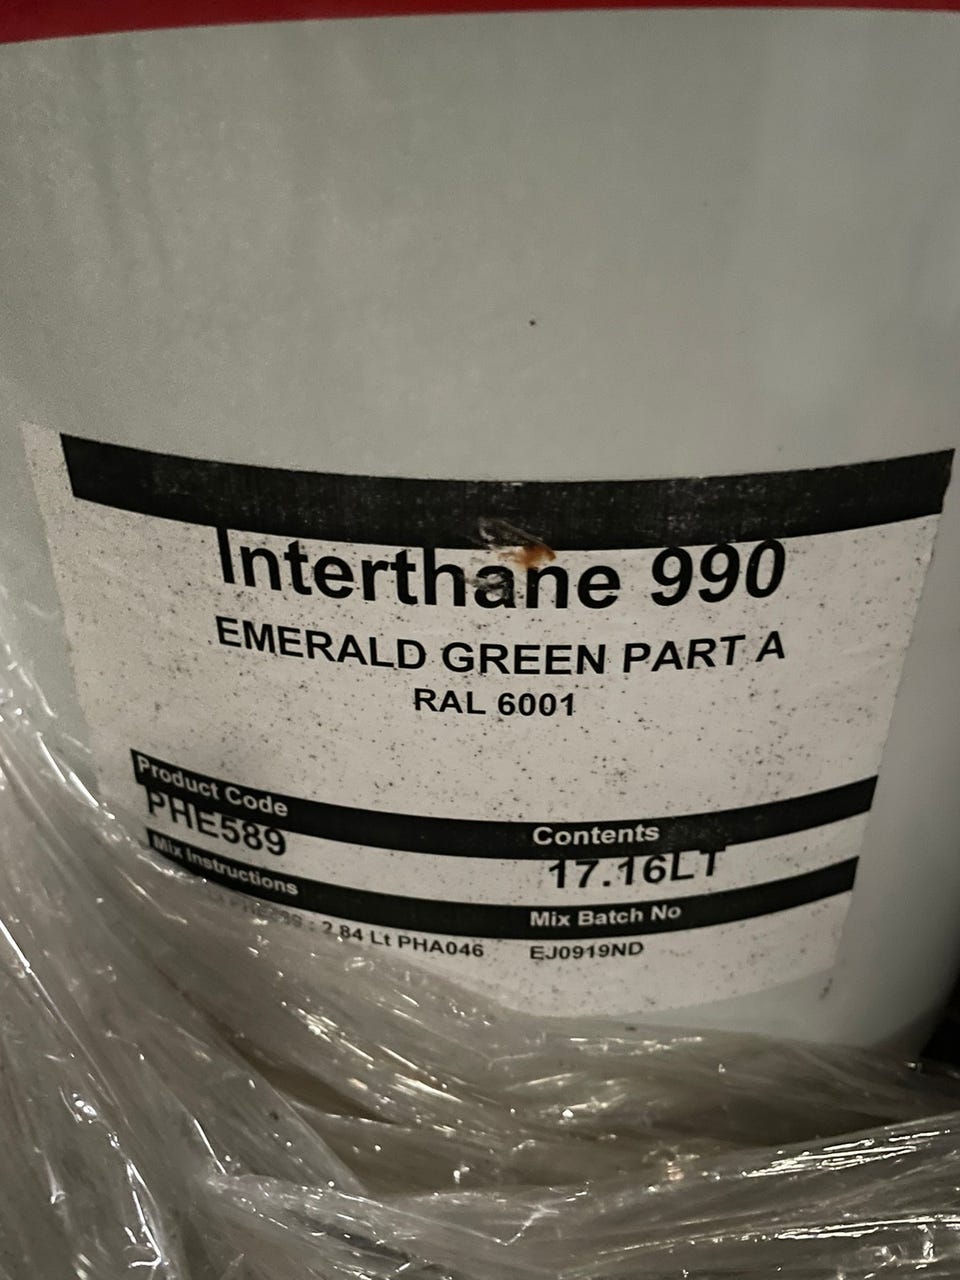 Interthane 990
EMERALD GREEN PART A
RAL 6001
Product Code
PHE589
Contents
17.16LT
Mix Instructions
2.84 Lt PHA046
Mix Batch No
EJ0919ND